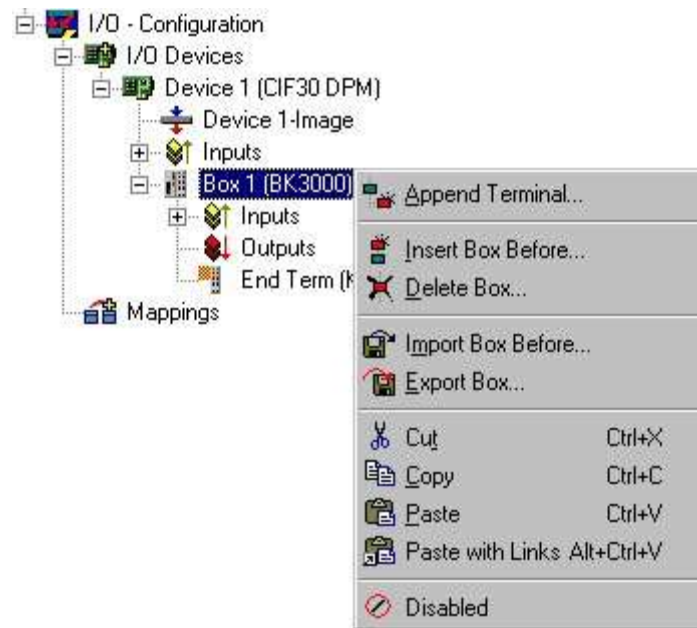 I/O - Configuration
I/O Devices
Device 1 (CIF30 DPM)
Device 1-Image
Inputs
Box 1 (BK3000)
Inputs
Outputs
End Term (K
Mappings
Append Terminal...
Insert Box Before...
Delete Box...
Import Box Before...
Export Box...
Cut Ctrl+X
Copy Ctrl+C
Paste Ctrl+V
Paste with Links Alt+Ctrl+V
Disabled